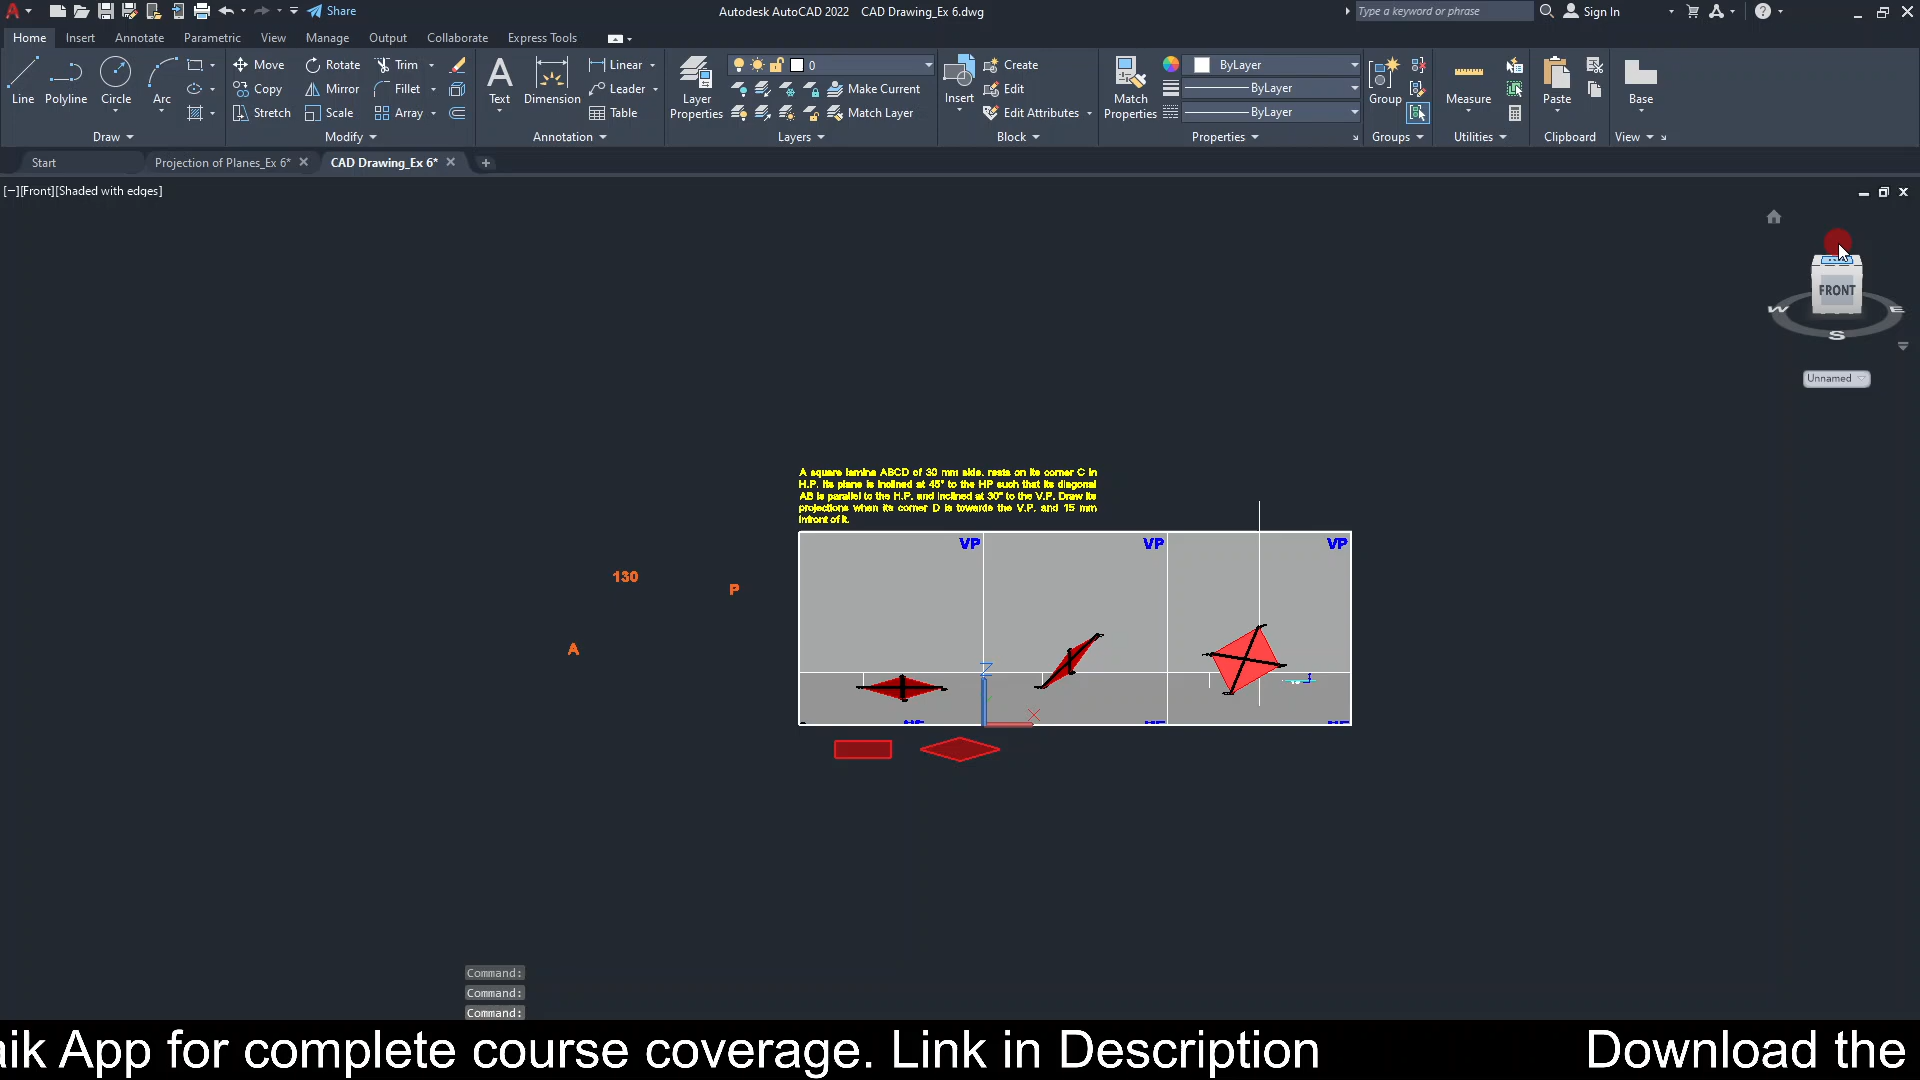 Share
Autodesk AutoCAD 2022 CAD Drawing_Ex 6.dwg
Type a keyword or phrase
Sign In
Home Insert Annotate Parametric View Manage Output Collaborate Express Tools
Line Polyline Circle Arc
Move Rotate Trim
Copy Mirror Fillet
Stretch Scale Array
Text Dimension
Linear
Leader
Table
Layer Properties
0
Make Current
Match Layer
Insert
Create
Edit
Edit Attributes
Match Properties
ByLayer
ByLayer
ByLayer
Group
Measure
Paste
Base
Draw Modify Annotation Layers Block Properties Groups Utilities Clipboard View
Start Projection of Planes_Ex 6* CAD Drawing_Ex 6*
[−][Front][Shaded with edges]
FRONT
W E
S
Unnamed
A square lamina ABCD of 30 mm side, rests on its corner C in
H.P. Its plane is inclined at 45° to the HP such that its diagonal
AB is parallel to the H.P. and inclined at 30° to the V.P. Draw its
projections when its corner D is towards the V.P. and 15 mm
infront of it.
VP VP VP
130
P
A
Z
X
Command:
Command:
Command:
aik App for complete course coverage. Link in Description Download the